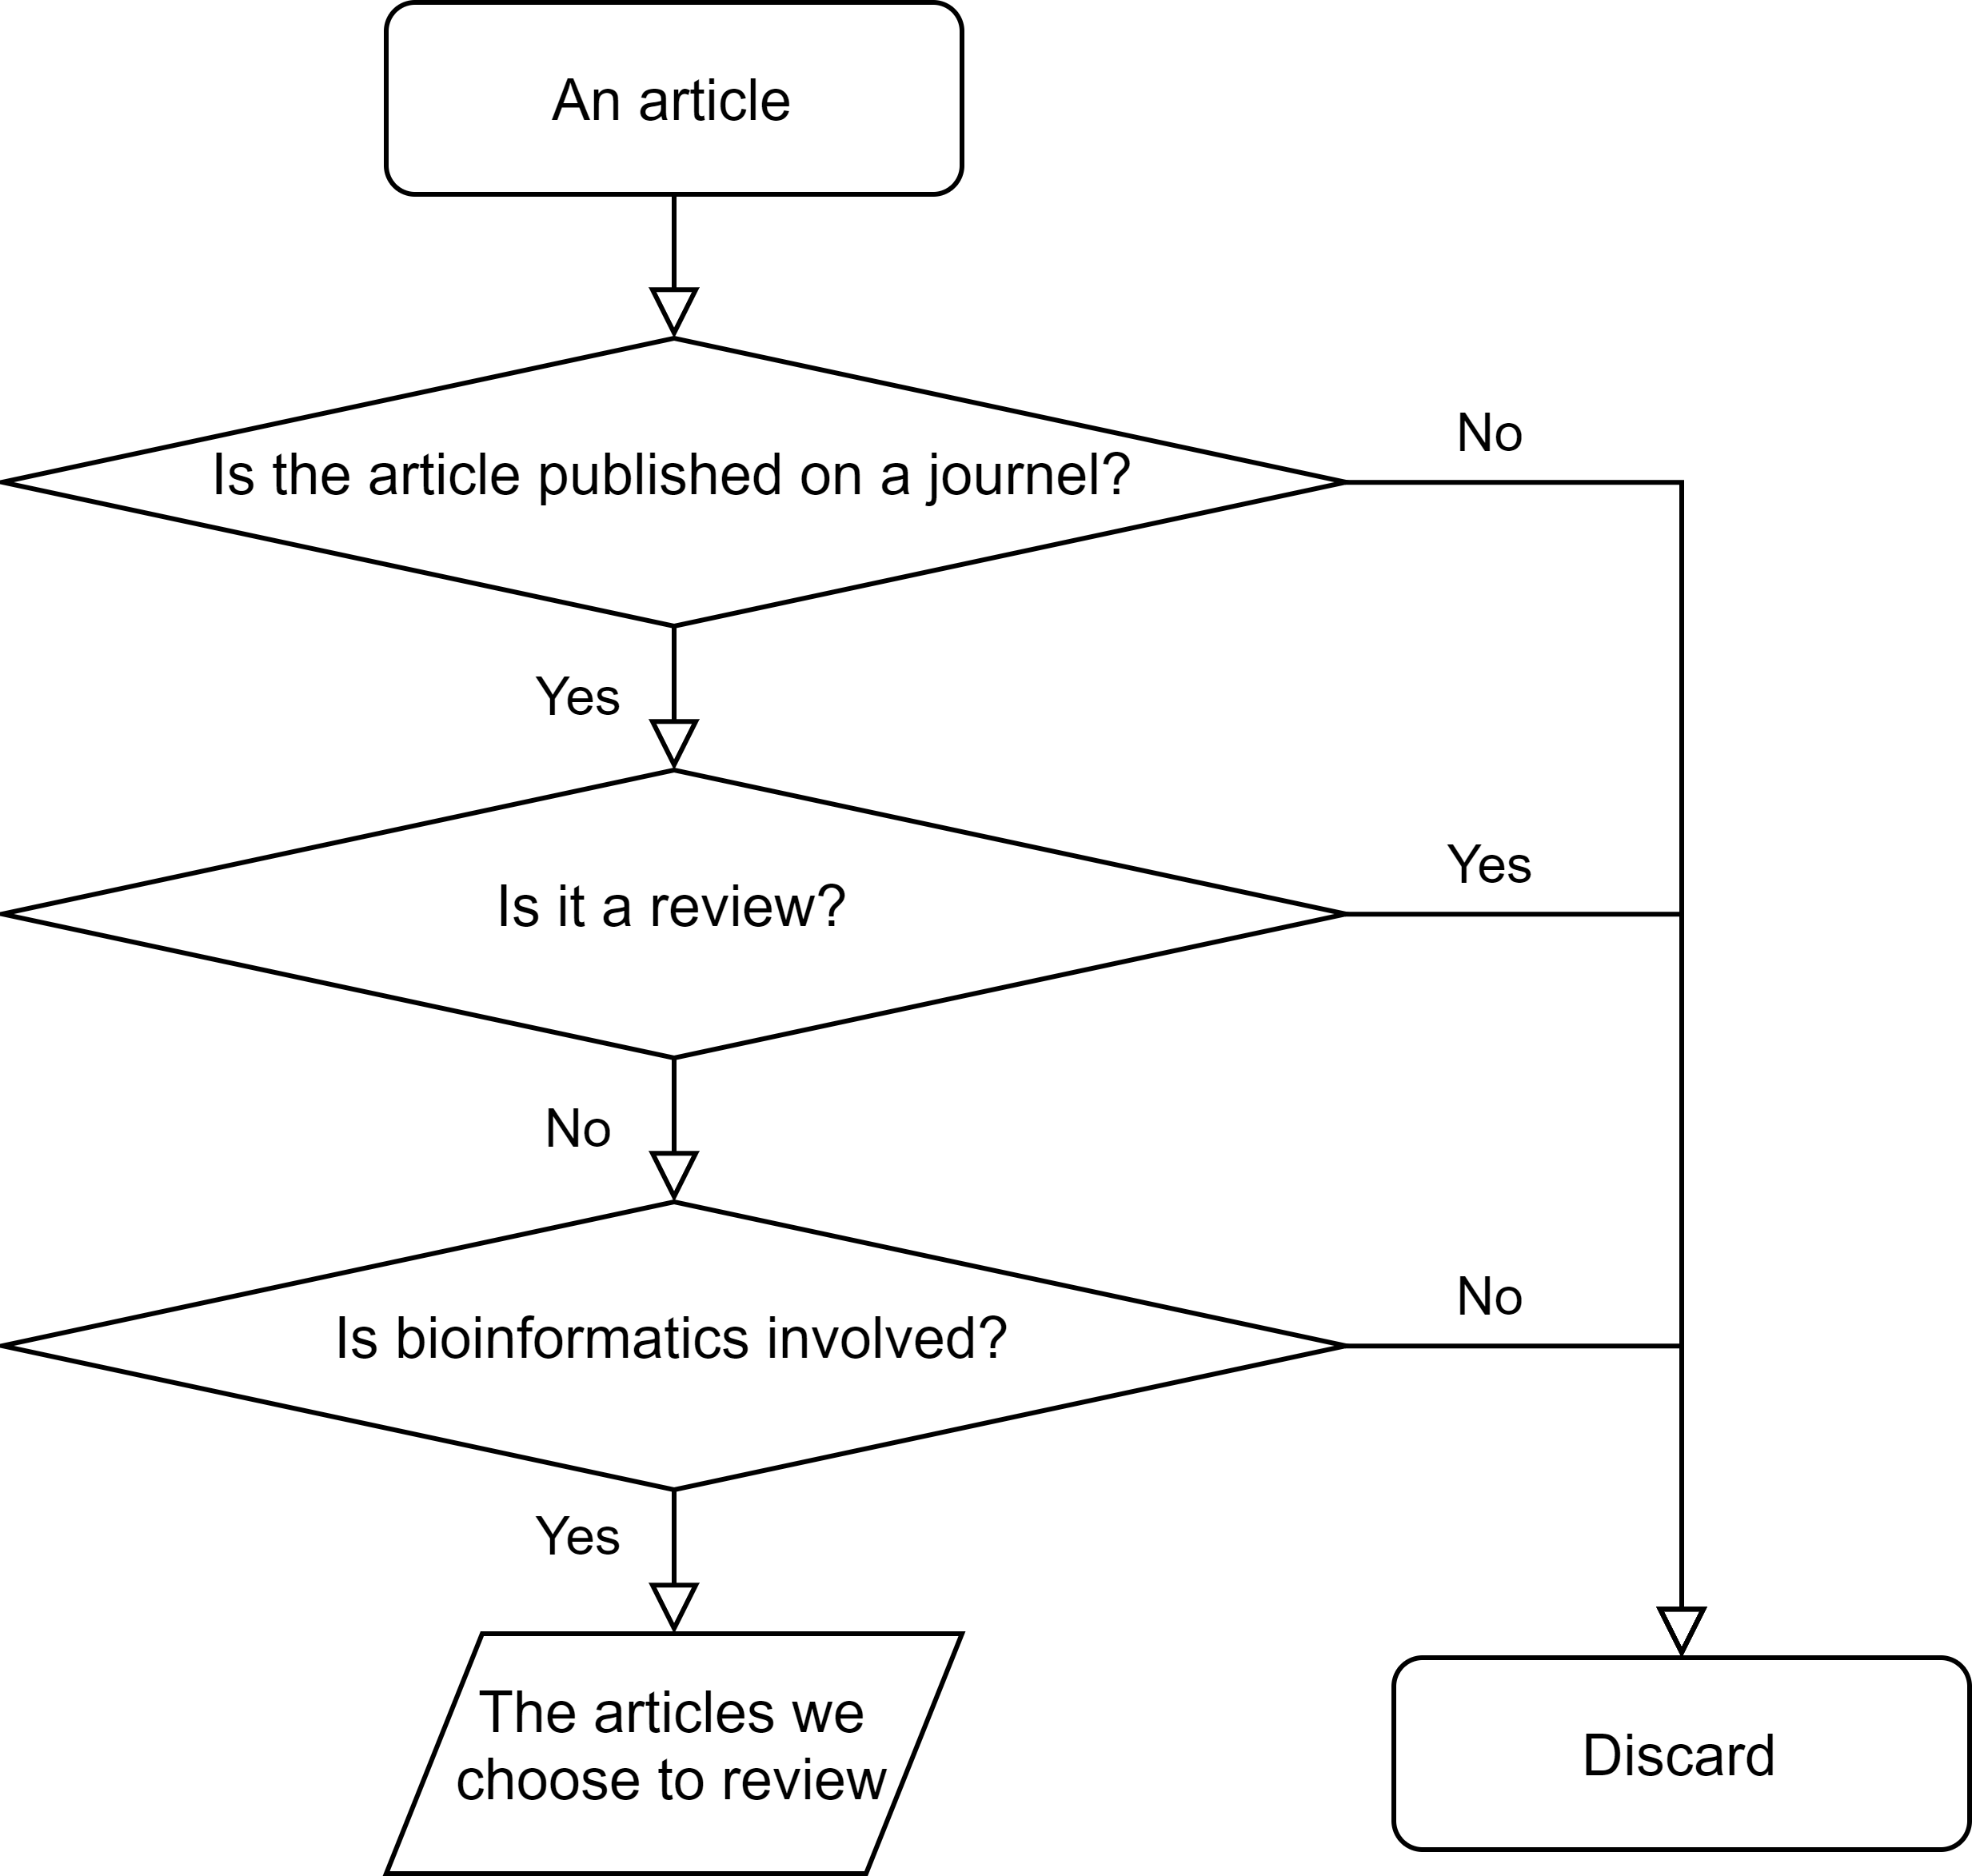 An article
Is the article published on a journel?
No
Yes
Is it a review?
Yes
No
Is bioinformatics involved?
No
Yes
The articles we
choose to review
Discard